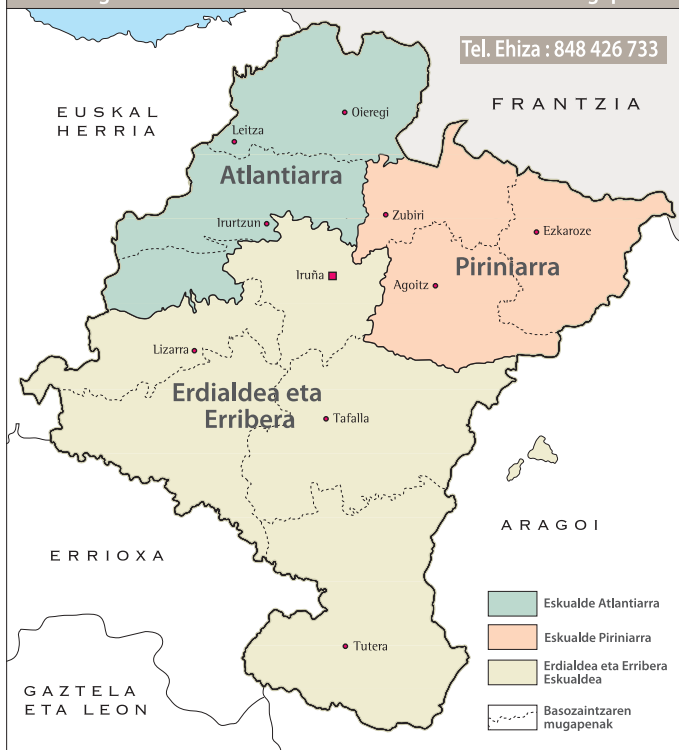 Tel. Ehiza : 848 426 733
FRANTZIA
EUSKAL
HERRIA
Oieregi
Leitza
Atlantiarra
Zubiri
Irurtzun
Ezkaroze
Piriniarra
Iruña
Agoitz
Lizarra
Erdialdea eta
Erribera
Tafalla
ARAGOI
ERRIOXA
Eskualde Atlantiarra
Eskualde Piriniarra
Tutera
Erdialdea eta Erribera
Eskualdea
GAZTELA
ETA LEON
Basozaintzaren
mugapenak